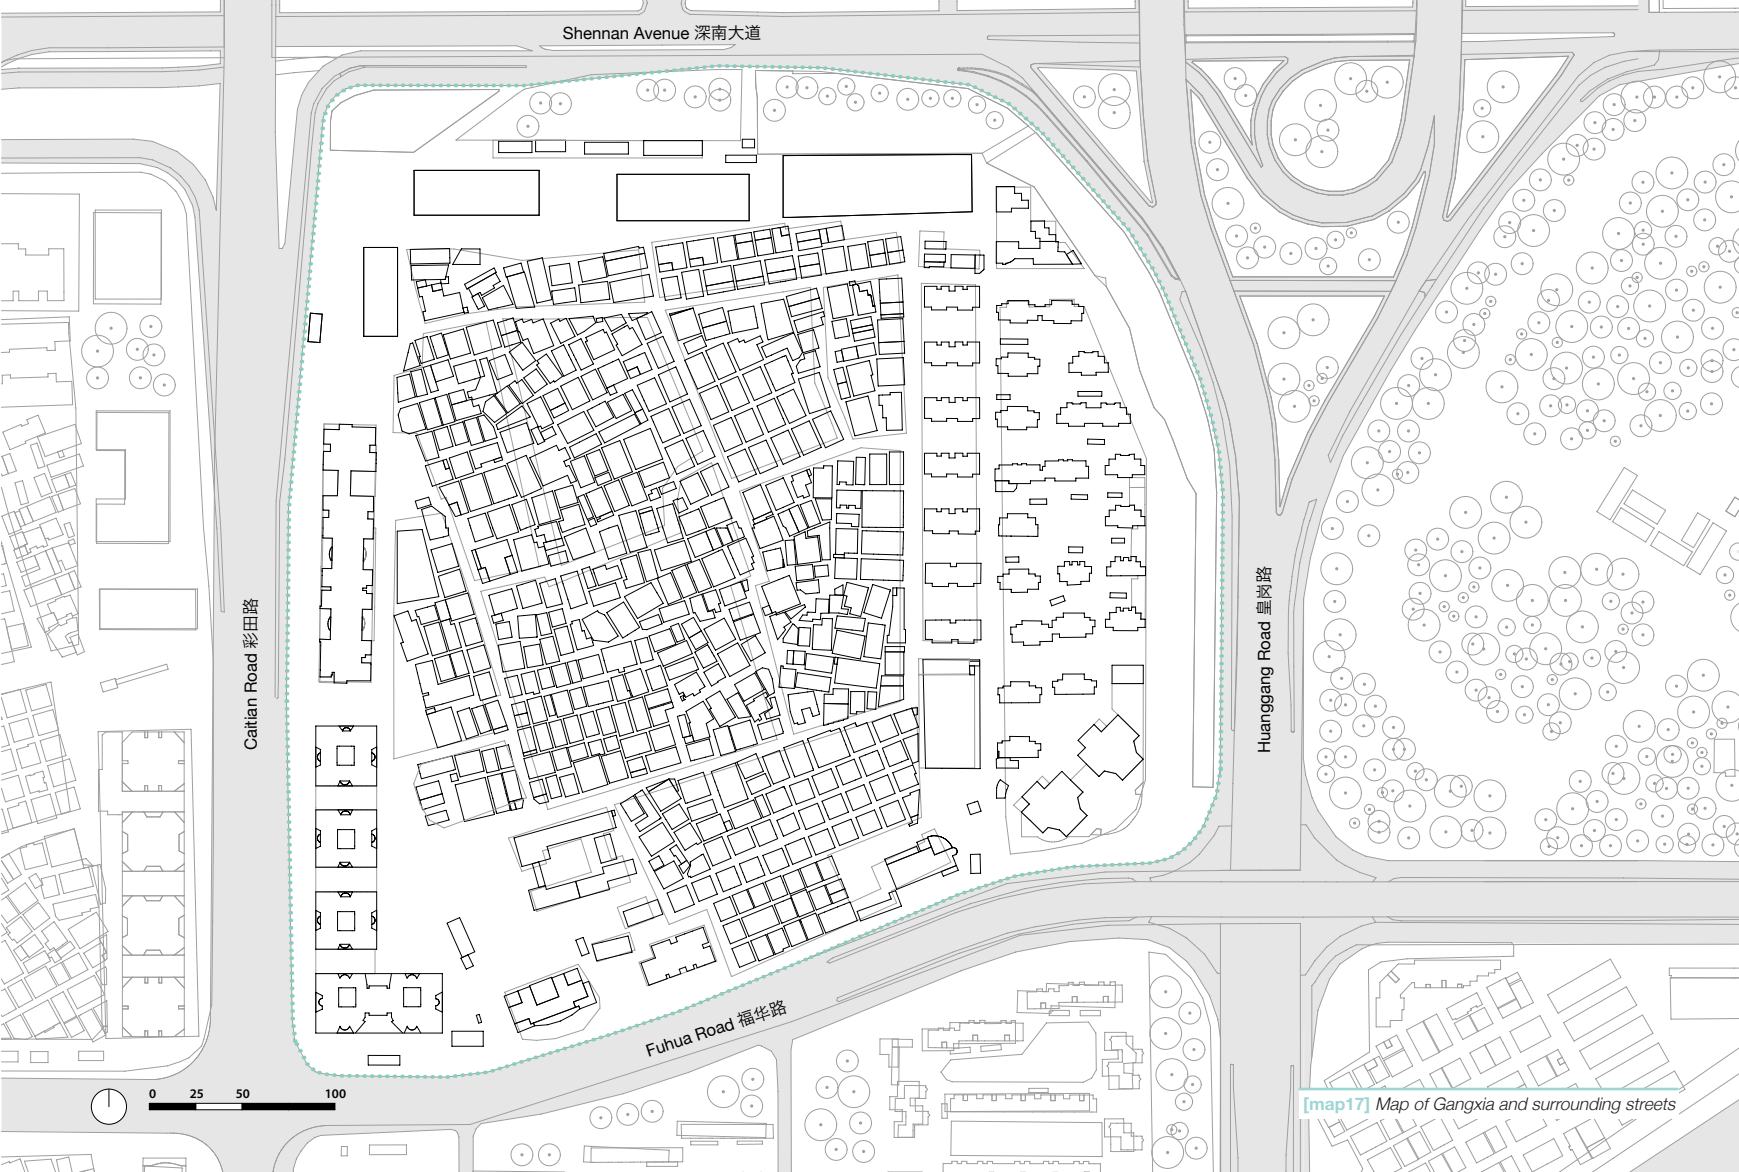 Shennan Avenue 深南大道
Caitian Road 彩田路
Huanggang Road 皇岗路
Fuhua Road 福华路
0 25 50 100
[map17] Map of Gangxia and surrounding streets